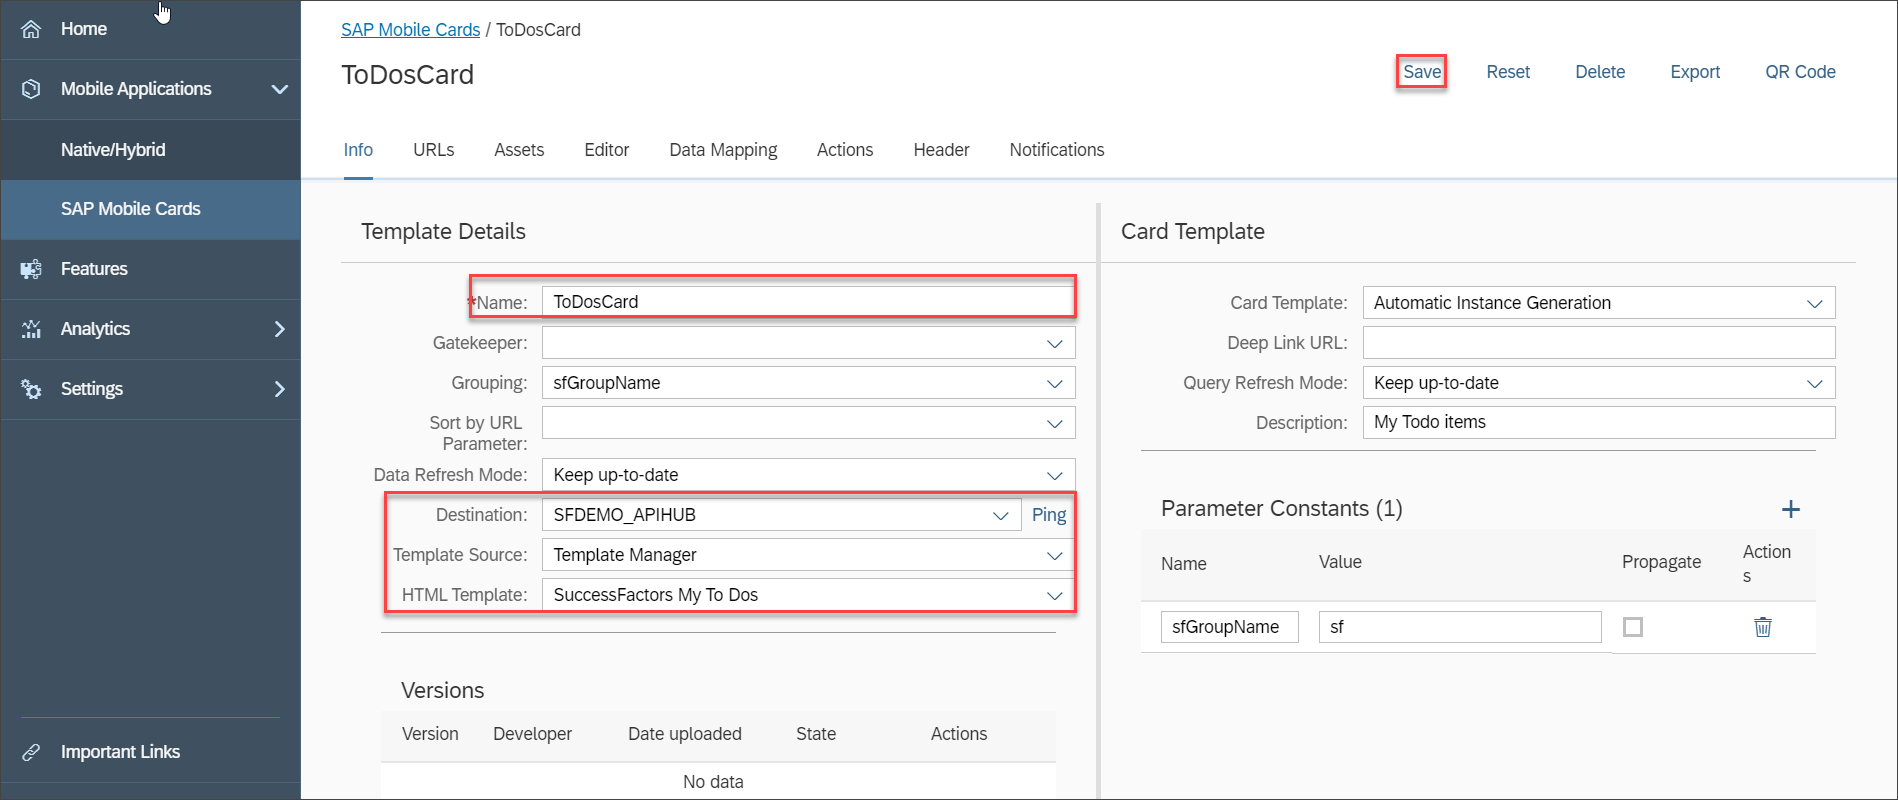 Home
Mobile Applications
Native/Hybrid
SAP Mobile Cards
Features
Analytics
Settings
Important Links
SAP Mobile Cards / ToDosCard
ToDosCard
Save Reset Delete Export QR Code
Info URLs Assets Editor Data Mapping Actions Header Notifications
Template Details
*Name: ToDosCard
Gatekeeper:
Grouping: sfGroupName
Sort by URL
Parameter:
Data Refresh Mode: Keep up-to-date
Destination: SFDEMO_APIHUB Ping
Template Source: Template Manager
HTML Template: SuccessFactors My To Dos
Versions
Version Developer Date uploaded State Actions
No data
Card Template
Card Template: Automatic Instance Generation
Deep Link URL:
Query Refresh Mode: Keep up-to-date
Description: My Todo items
Parameter Constants (1)
Name Value Propagate Action
s
sfGroupName sf